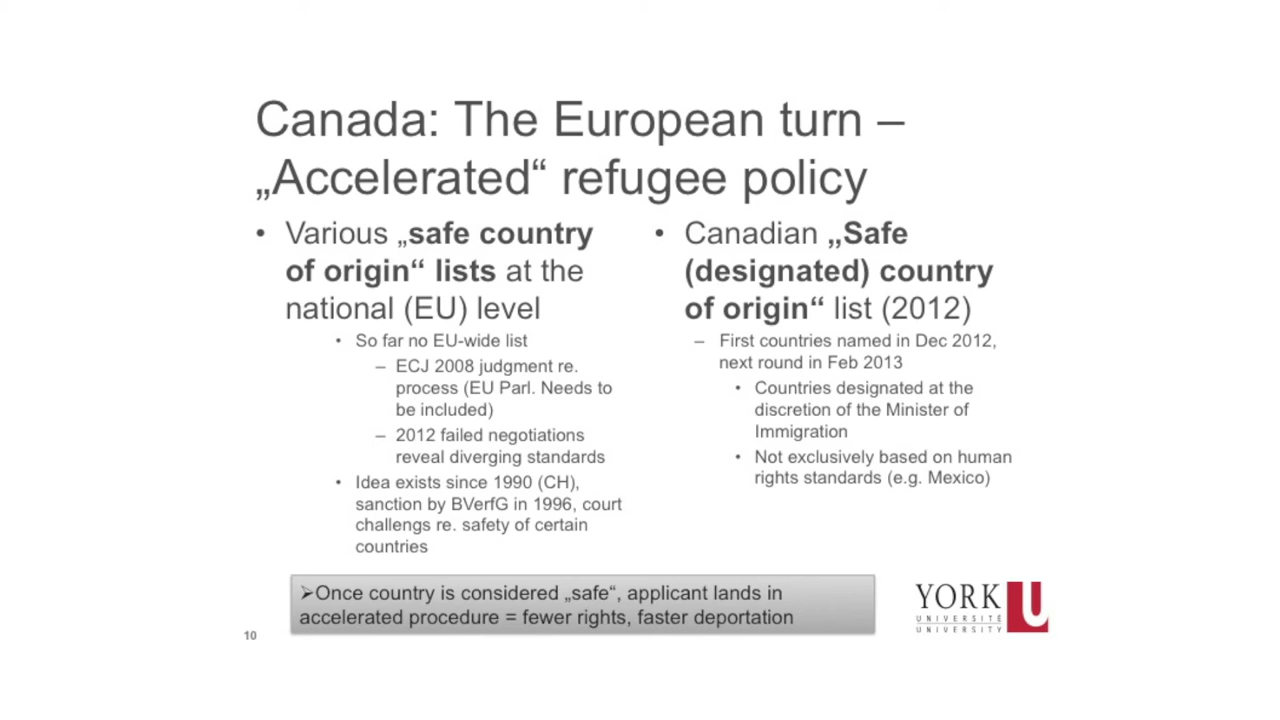 Canada: The European turn –
„Accelerated“ refugee policy
• Various „safe country
of origin“ lists at the
national (EU) level
• So far no EU-wide list
– ECJ 2008 judgment re.
process (EU Parl. Needs to
be included)
– 2012 failed negotiations
reveal diverging standards
• Idea exists since 1990 (CH),
sanction by BVerfG in 1996, court
challengs re. safety of certain
countries
• Canadian „Safe
(designated) country
of origin“ list (2012)
– First countries named in Dec 2012,
next round in Feb 2013
• Countries designated at the
discretion of the Minister of
Immigration
• Not exclusively based on human
rights standards (e.g. Mexico)
➢Once country is considered „safe“, applicant lands in
accelerated procedure = fewer rights, faster deportation
YORK U
UNIVERSITÉ
UNIVERSITY
10